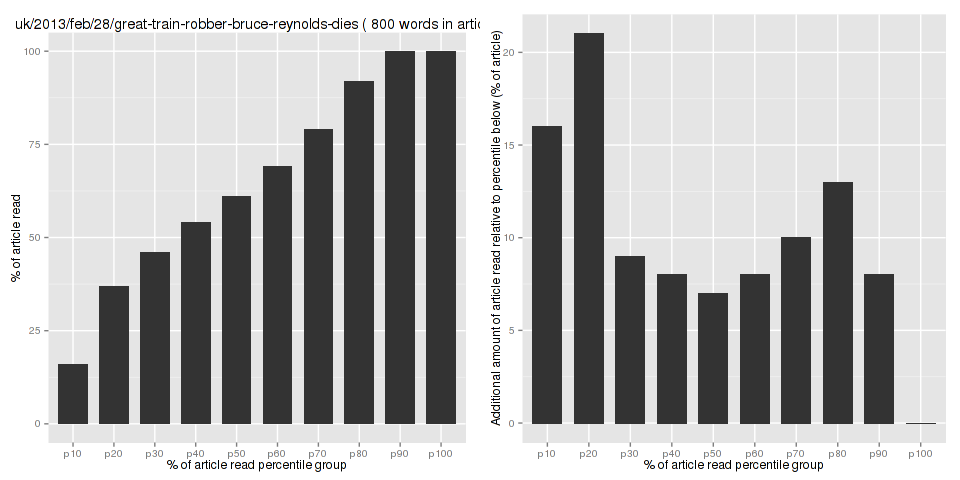 uk/2013/feb/28/great-train-robber-bruce-reynolds-dies ( 800 words in artic
% of article read
100
75
50
25
0
p10 p20 p30 p40 p50 p60 p70 p80 p90 p100
% of article read percentile group
Additional amount of article read relative to percentile below (% of article)
20
15
10
5
0
p10 p20 p30 p40 p50 p60 p70 p80 p90 p100
% of article read percentile group